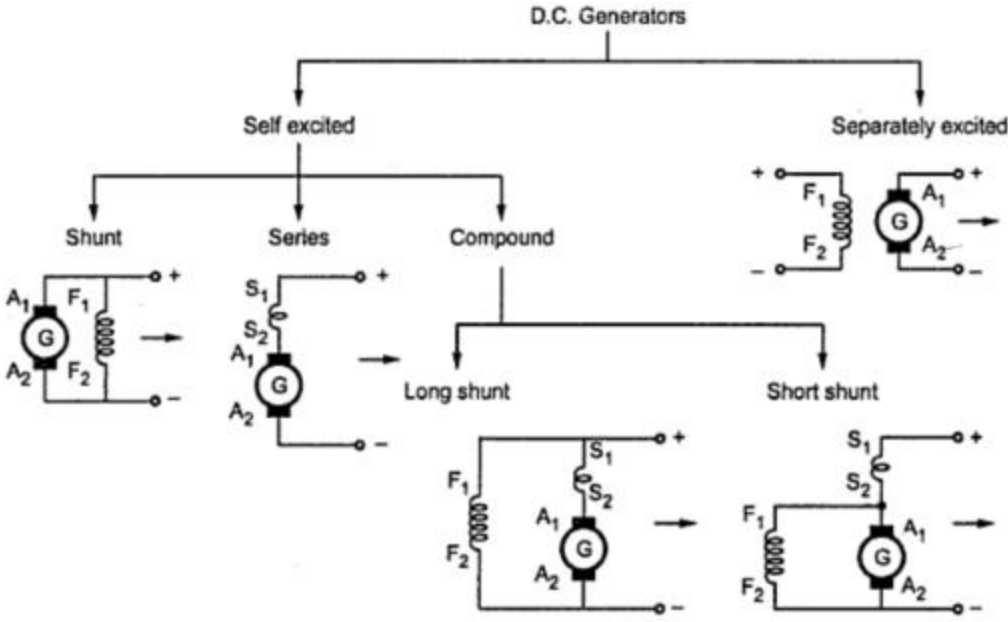 D.C. Generators
Self excited
Separately excited
+
F₁
F₂
−
G
A₁
A₂
+
−
Shunt
Series
Compound
A₁
A₂
G
F₁
F₂
+
−
S₁
S₂
A₁
A₂
G
+
−
Long shunt
Short shunt
F₁
F₂
S₁
S₂
A₁
A₂
G
+
−
S₁
S₂
F₁
F₂
A₁
A₂
G
+
−